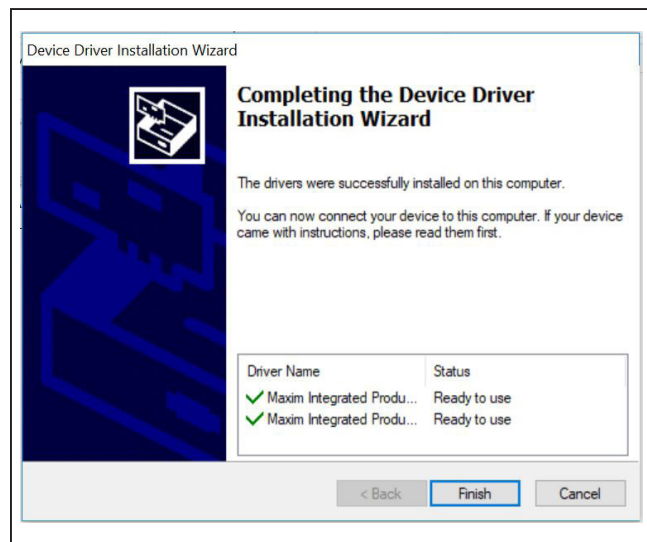 Device Driver Installation Wizard
Completing the Device Driver
Installation Wizard
The drivers were successfully installed on this computer.
You can now connect your device to this computer. If your device
came with instructions, please read them first.
Driver Name Status
Maxim Integrated Produ... Ready to use
Maxim Integrated Produ... Ready to use
< Back Finish Cancel